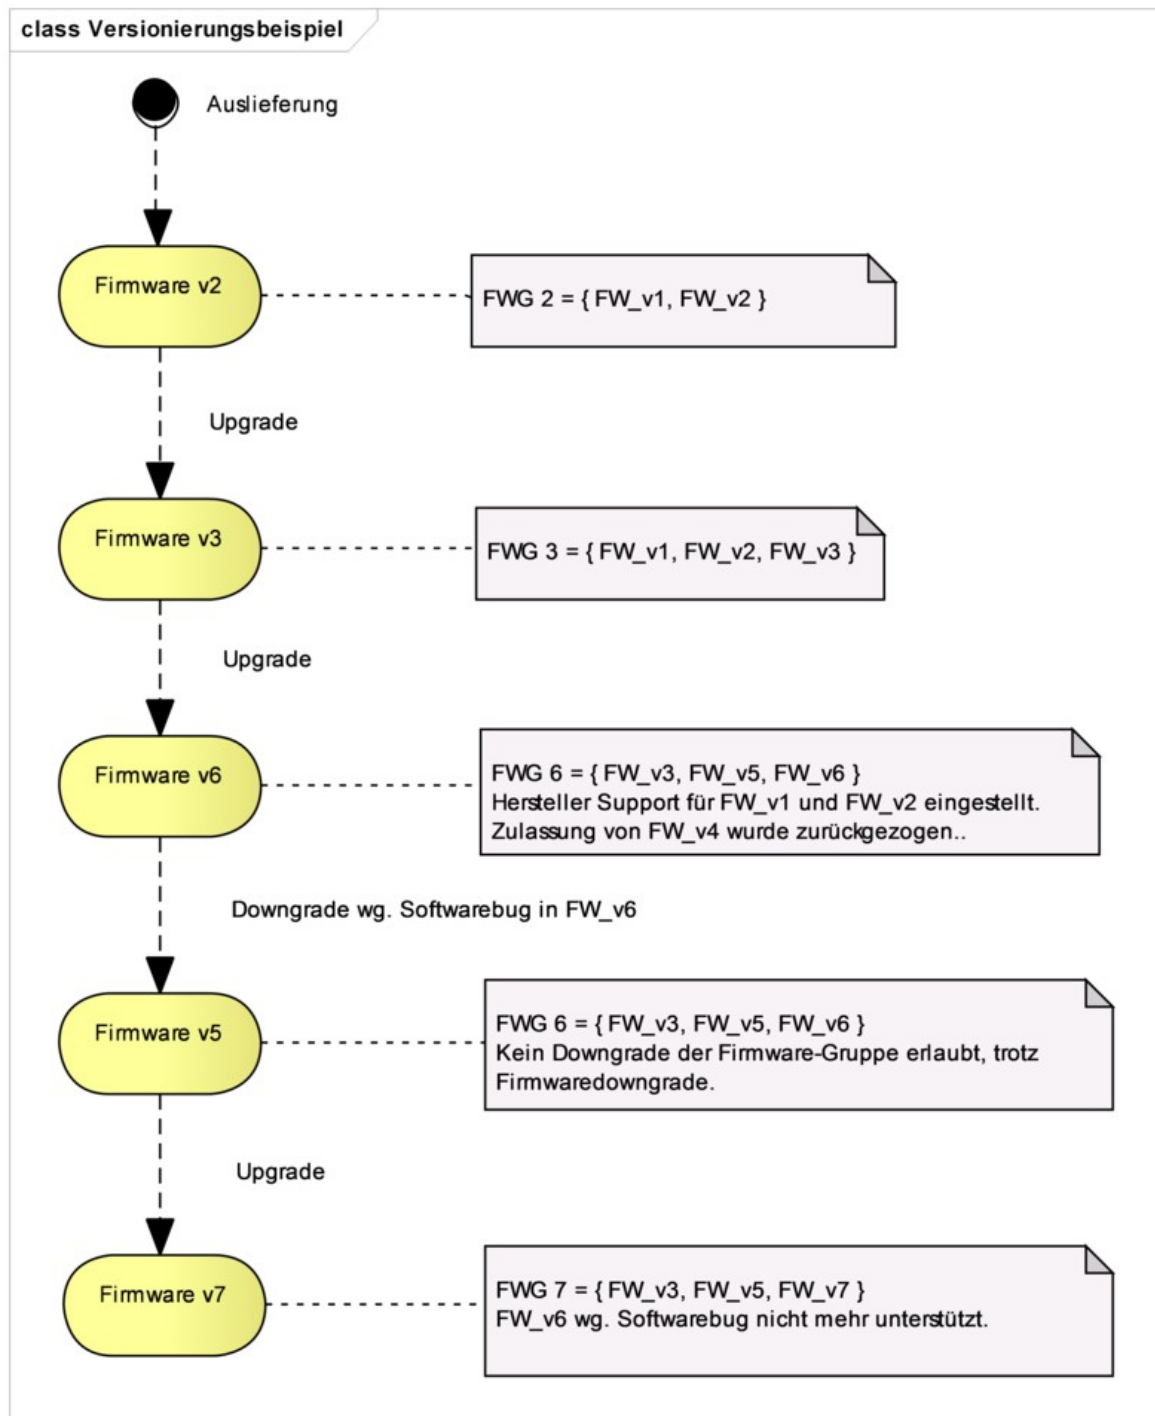 class Versionierungsbeispiel
Auslieferung
Firmware v2
FWG 2 = { FW_v1, FW_v2 }
Upgrade
Firmware v3
FWG 3 = { FW_v1, FW_v2, FW_v3 }
Upgrade
Firmware v6
FWG 6 = { FW_v3, FW_v5, FW_v6 }
Hersteller Support für FW_v1 und FW_v2 eingestellt.
Zulassung von FW_v4 wurde zurückgezogen..
Downgrade wg. Softwarebug in FW_v6
Firmware v5
FWG 6 = { FW_v3, FW_v5, FW_v6 }
Kein Downgrade der Firmware-Gruppe erlaubt, trotz
Firmwaredowngrade.
Upgrade
Firmware v7
FWG 7 = { FW_v3, FW_v5, FW_v7 }
FW_v6 wg. Softwarebug nicht mehr unterstützt.